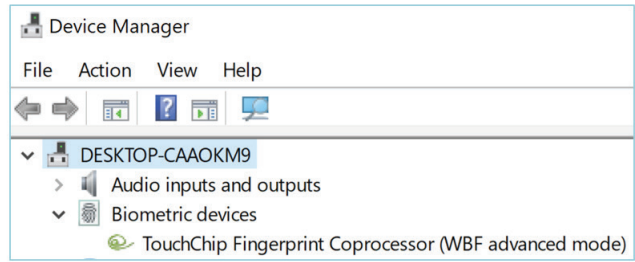 Device Manager
File Action View Help
DESKTOP-CAAOKM9
Audio inputs and outputs
Biometric devices
TouchChip Fingerprint Coprocessor (WBF advanced mode)